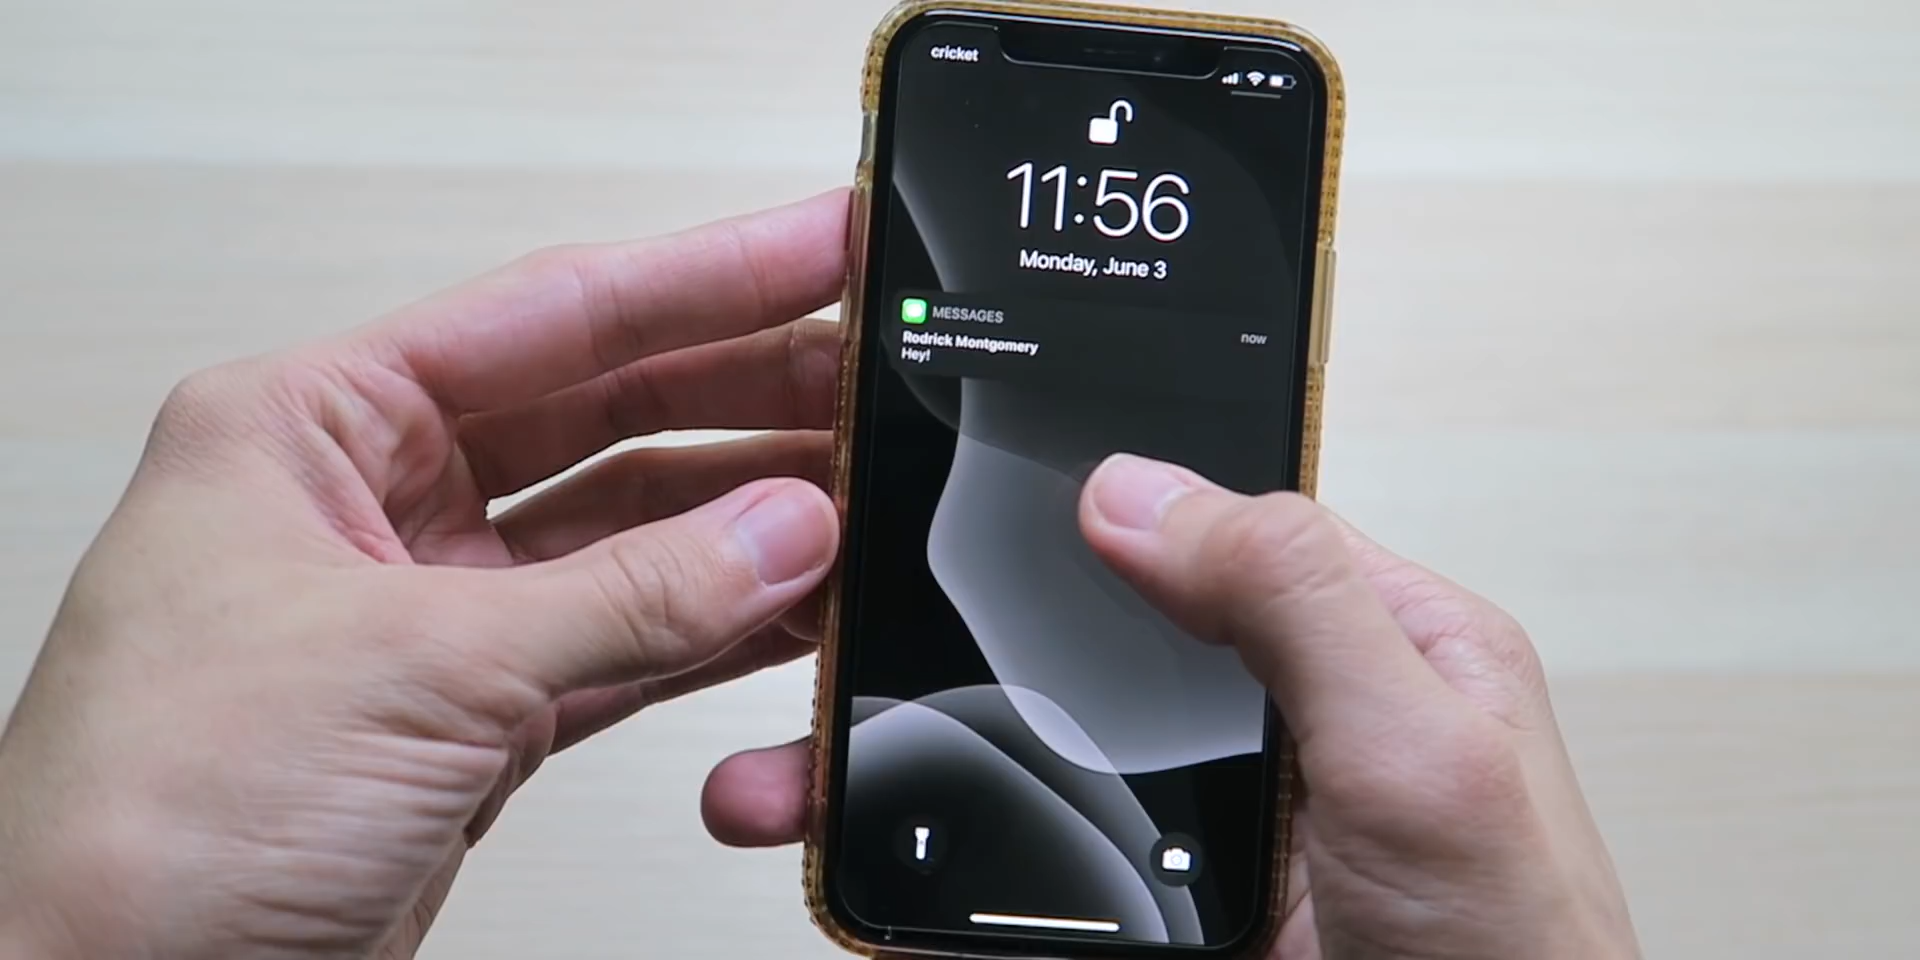 cricket
11:56
Monday, June 3
MESSAGES
now
Rodrick Montgomery
Hey!